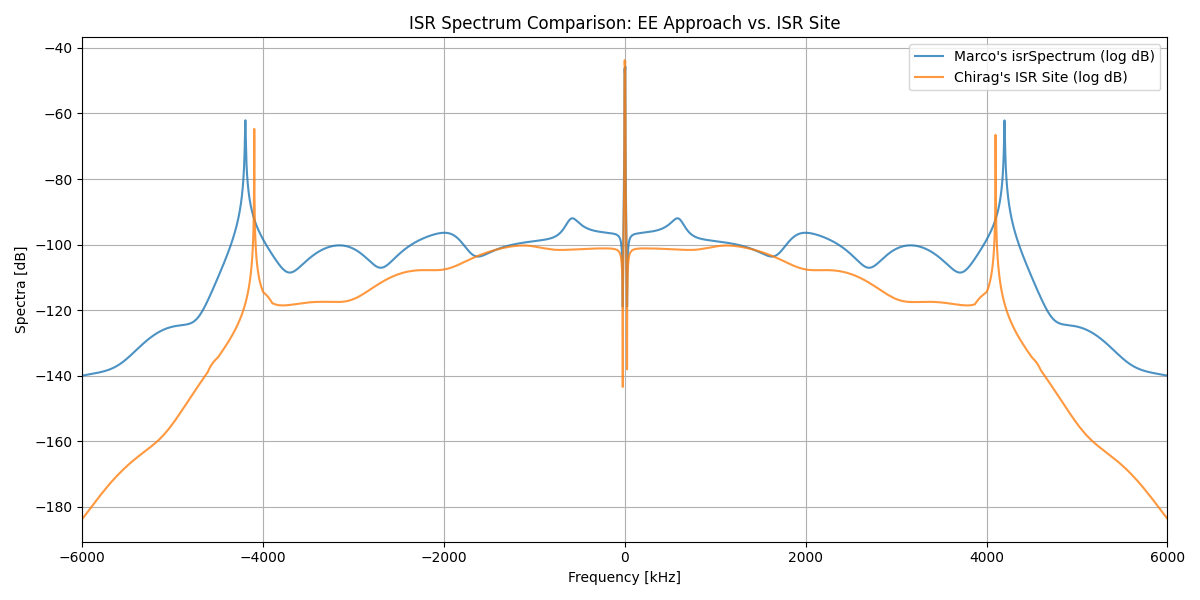 ISR Spectrum Comparison: EE Approach vs. ISR Site
Marco's isrSpectrum (log dB)
Chirag's ISR Site (log dB)
Spectra [dB]
−40
−60
−80
−100
−120
−140
−160
−180
−6000 −4000 −2000 0 2000 4000 6000
Frequency [kHz]